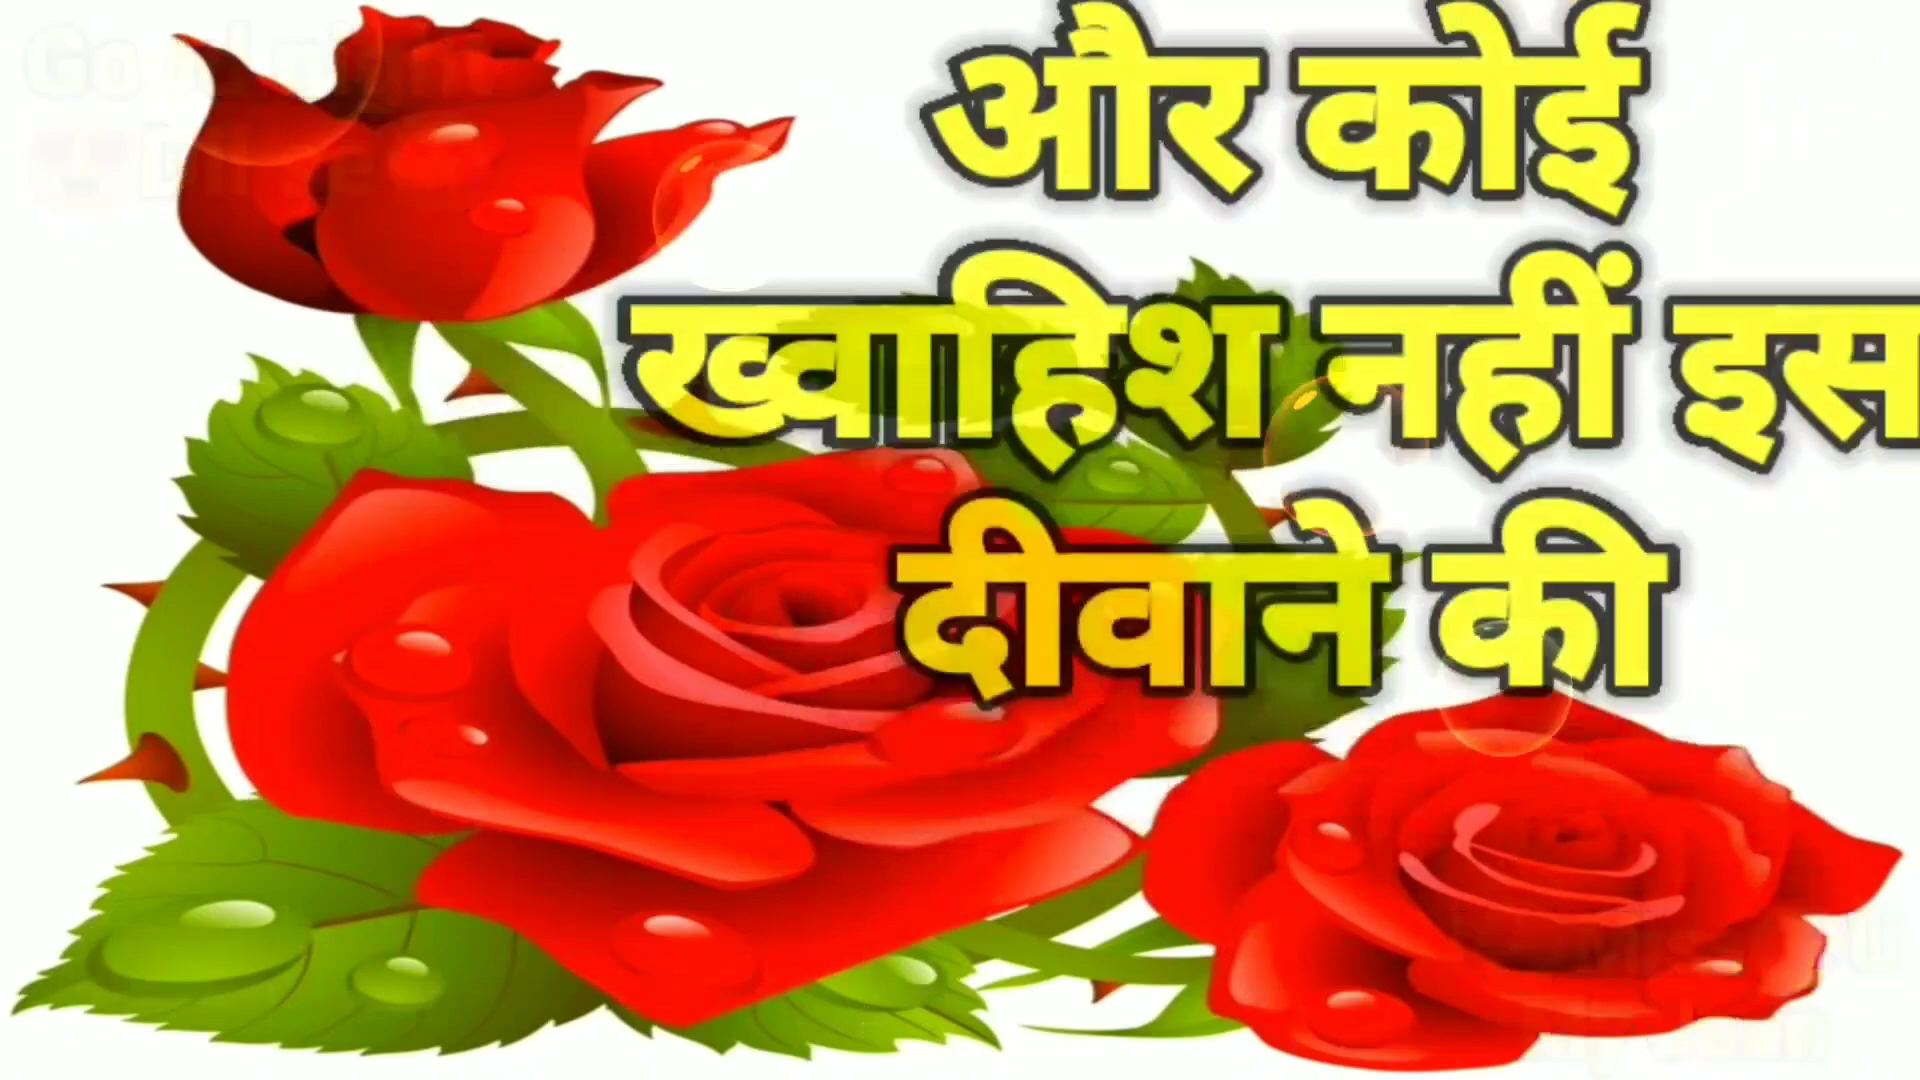 और कोई
ख्वाहिश नहीं इस
दीवाने की